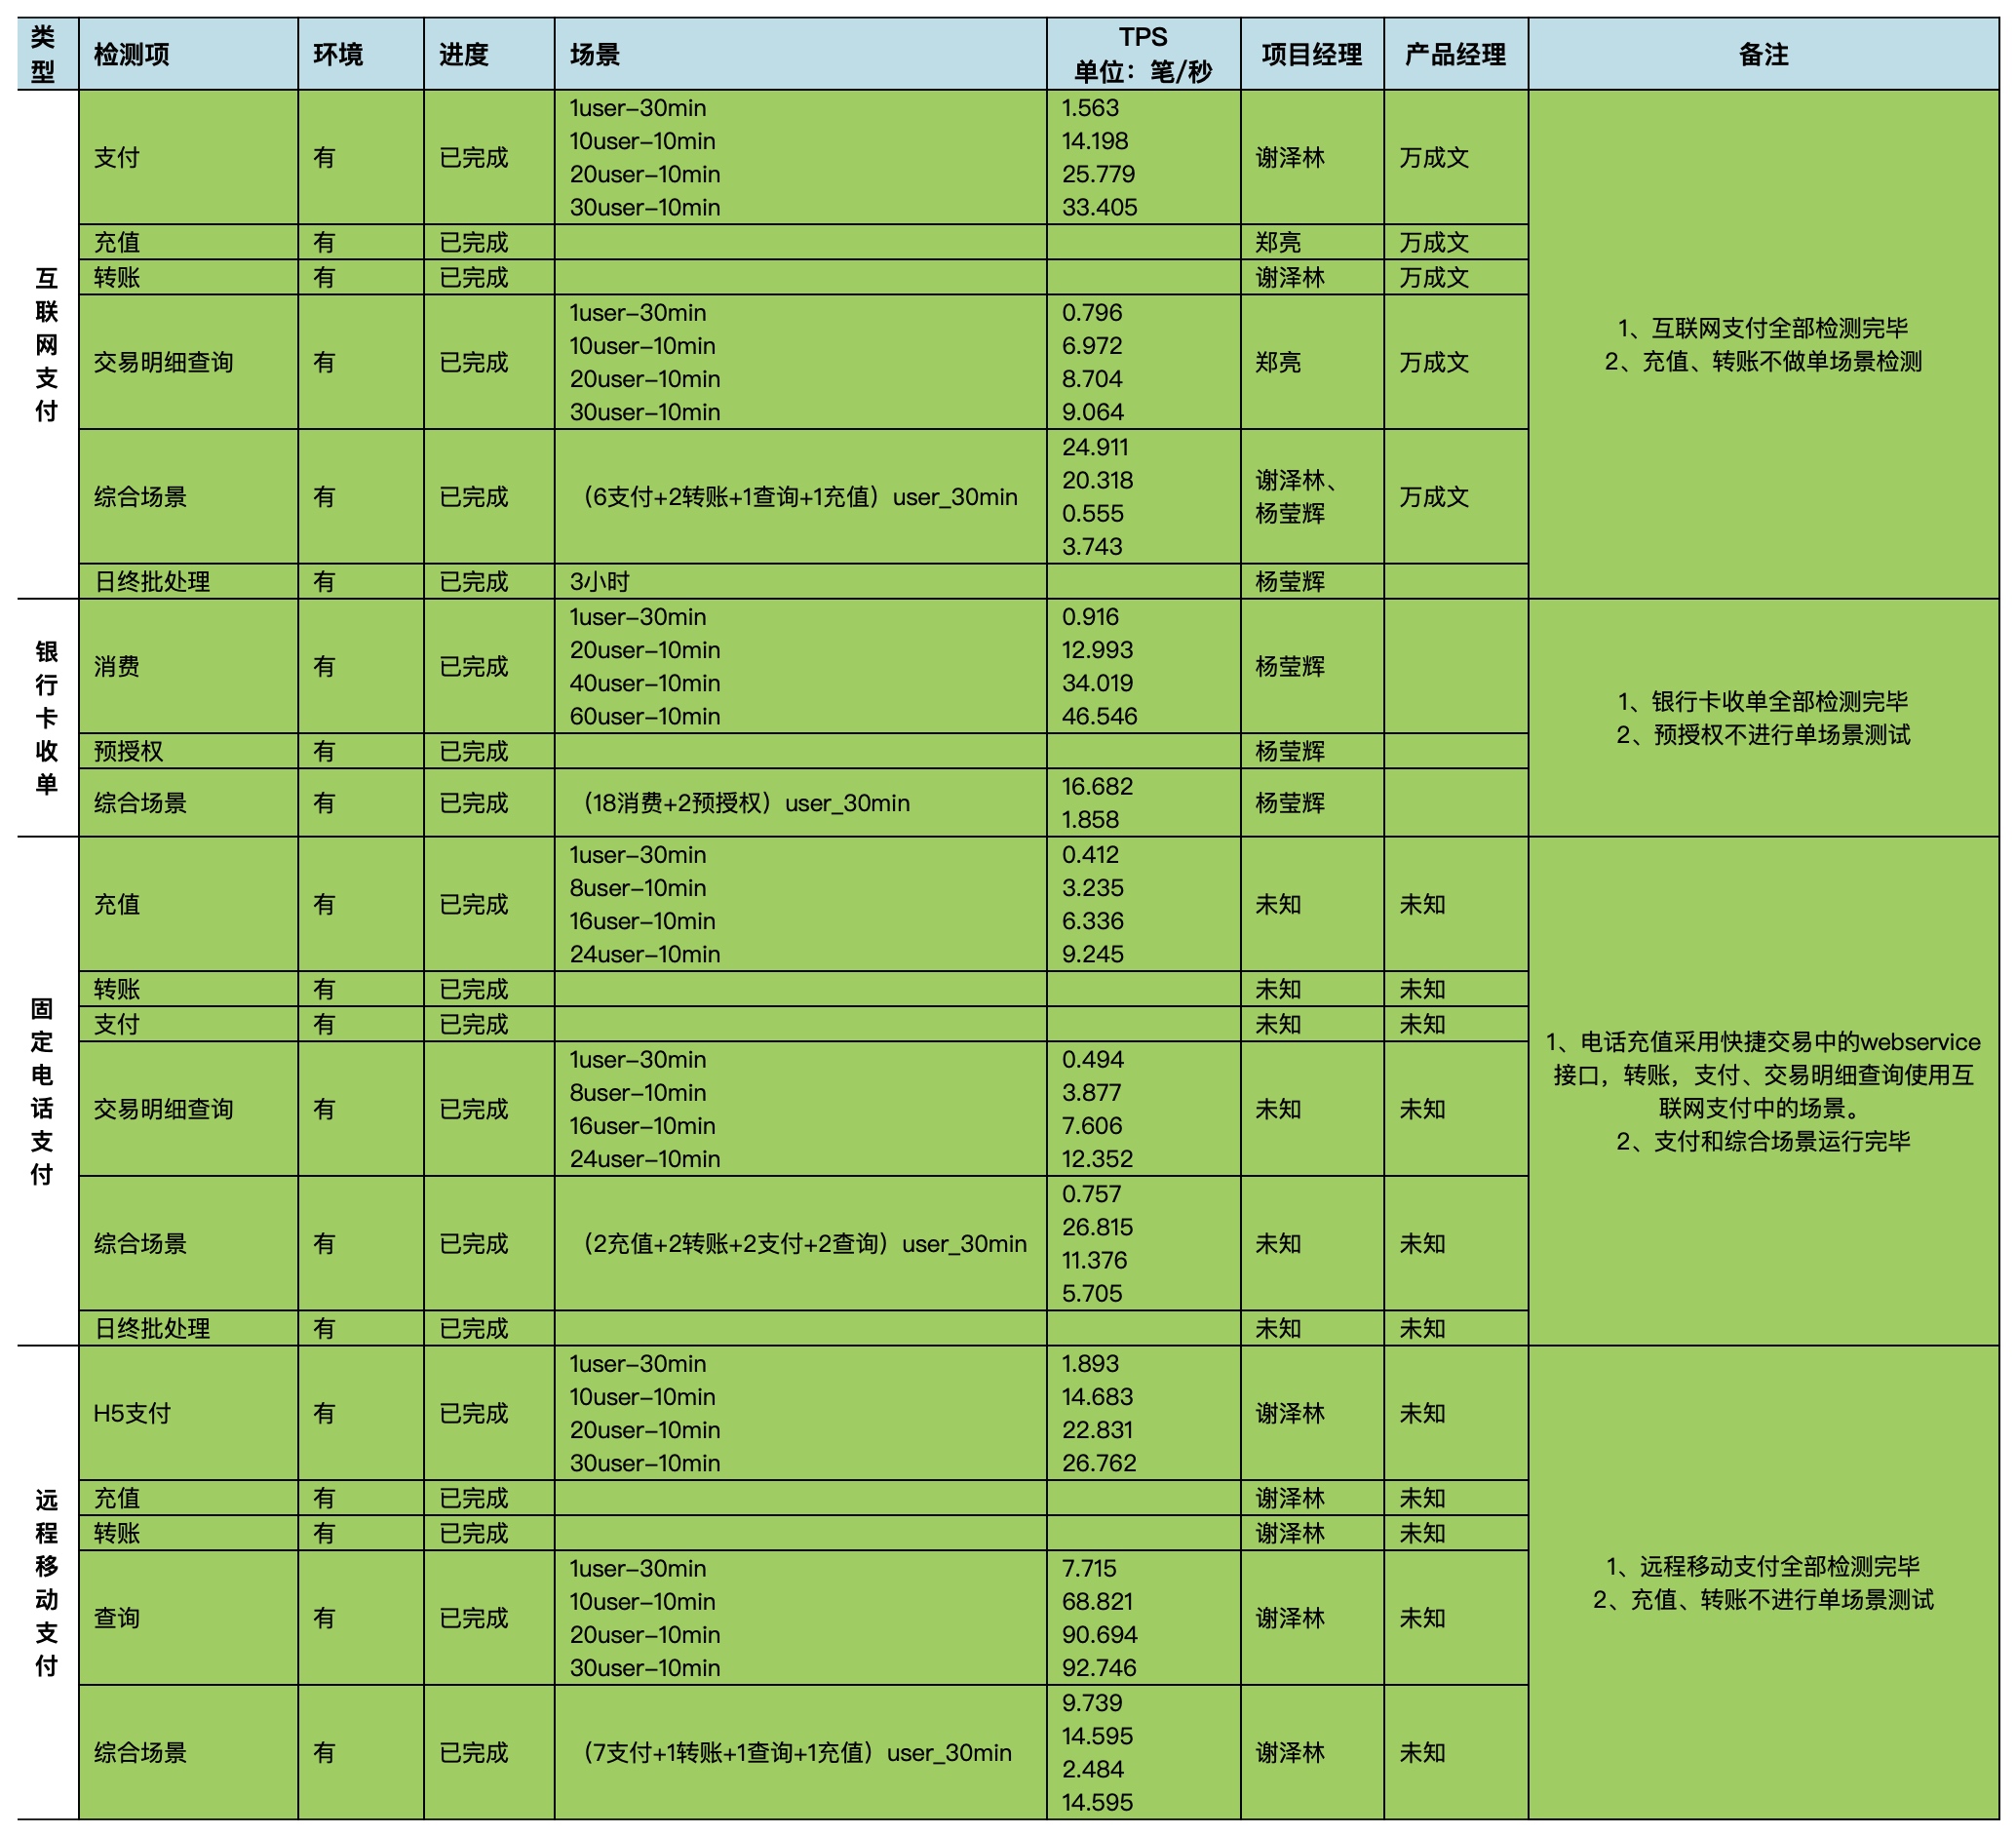 类型
检测项
环境
进度
场景
TPS
单位：笔/秒
项目经理
产品经理
备注
互联网支付
支付
有
已完成
1user-30min
10user-10min
20user-10min
30user-10min
1.563
14.198
25.779
33.405
谢泽林
万成文
1、互联网支付全部检测完毕
2、充值、转账不做单场景检测
充值
有
已完成
郑亮
万成文
转账
有
已完成
谢泽林
万成文
交易明细查询
有
已完成
1user-30min
10user-10min
20user-10min
30user-10min
0.796
6.972
8.704
9.064
郑亮
万成文
综合场景
有
已完成
（6支付+2转账+1查询+1充值）user_30min
24.911
20.318
0.555
3.743
谢泽林、
杨莹辉
万成文
日终批处理
有
已完成
3小时
杨莹辉
银行卡收单
消费
有
已完成
1user-30min
20user-10min
40user-10min
60user-10min
0.916
12.993
34.019
46.546
杨莹辉
1、银行卡收单全部检测完毕
2、预授权不进行单场景测试
预授权
有
已完成
杨莹辉
综合场景
有
已完成
（18消费+2预授权）user_30min
16.682
1.858
杨莹辉
固定电话支付
充值
有
已完成
1user-30min
8user-10min
16user-10min
24user-10min
0.412
3.235
6.336
9.245
未知
未知
1、电话充值采用快捷交易中的webservice
接口，转账，支付、交易明细查询使用互
联网支付中的场景。
2、支付和综合场景运行完毕
转账
有
已完成
未知
未知
支付
有
已完成
未知
未知
交易明细查询
有
已完成
1user-30min
8user-10min
16user-10min
24user-10min
0.494
3.877
7.606
12.352
未知
未知
综合场景
有
已完成
（2充值+2转账+2支付+2查询）user_30min
0.757
26.815
11.376
5.705
未知
未知
日终批处理
有
已完成
未知
未知
远程移动支付
H5支付
有
已完成
1user-30min
10user-10min
20user-10min
30user-10min
1.893
14.683
22.831
26.762
谢泽林
未知
1、远程移动支付全部检测完毕
2、充值、转账不进行单场景测试
充值
有
已完成
谢泽林
未知
转账
有
已完成
谢泽林
未知
查询
有
已完成
1user-30min
10user-10min
20user-10min
30user-10min
7.715
68.821
90.694
92.746
谢泽林
未知
综合场景
有
已完成
（7支付+1转账+1查询+1充值）user_30min
9.739
14.595
2.484
14.595
谢泽林
未知